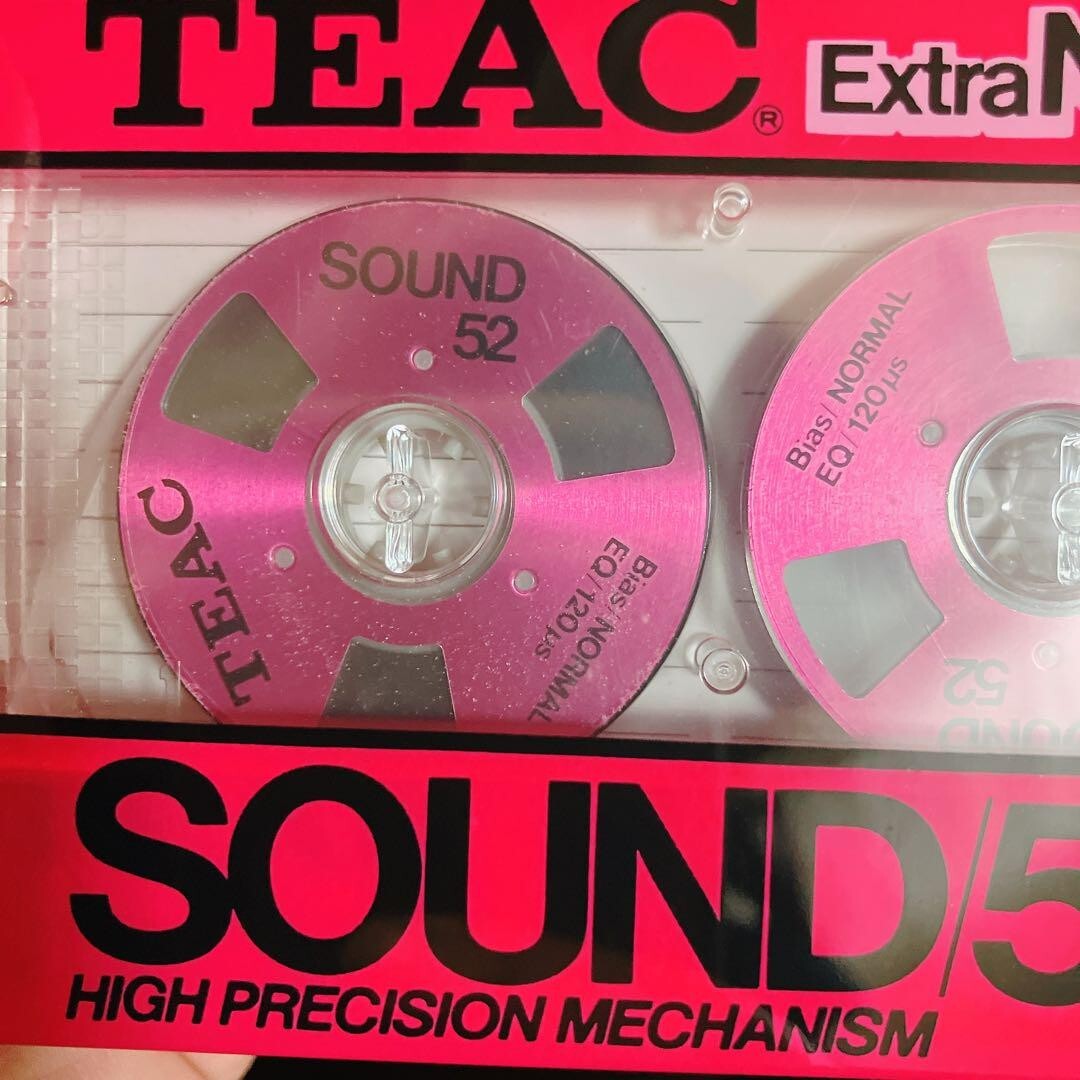 TEAC®
Extra N
SOUND
52
TEAC
Bias/NORMAL
EQ/120μs
Bias/NORMAL
EQ/120μs
52
SOUND/5
HIGH PRECISION MECHANISM